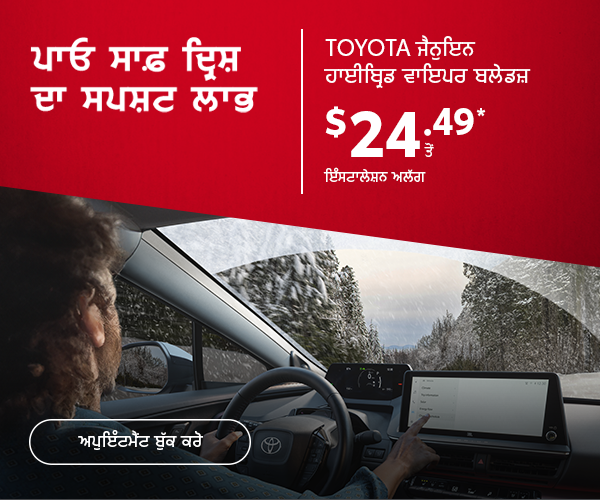 ਪਾਓ ਸਾਫ਼ ਦ੍ਰਿਸ਼
ਦਾ ਸਪਸ਼ਟ ਲਾਭ
TOYOTA ਜੈਨੁਇਨ
ਹਾਈਬ੍ਰਿਡ ਵਾਇਪਰ ਬਲੇਡਜ਼
$24.49*
ਤੋਂ
ਇੰਸਟਾਲੇਸ਼ਨ ਅਲੱਗ
ਅਪੁਇੰਟਮੈਂਟ ਬੁੱਕ ਕਰੋ